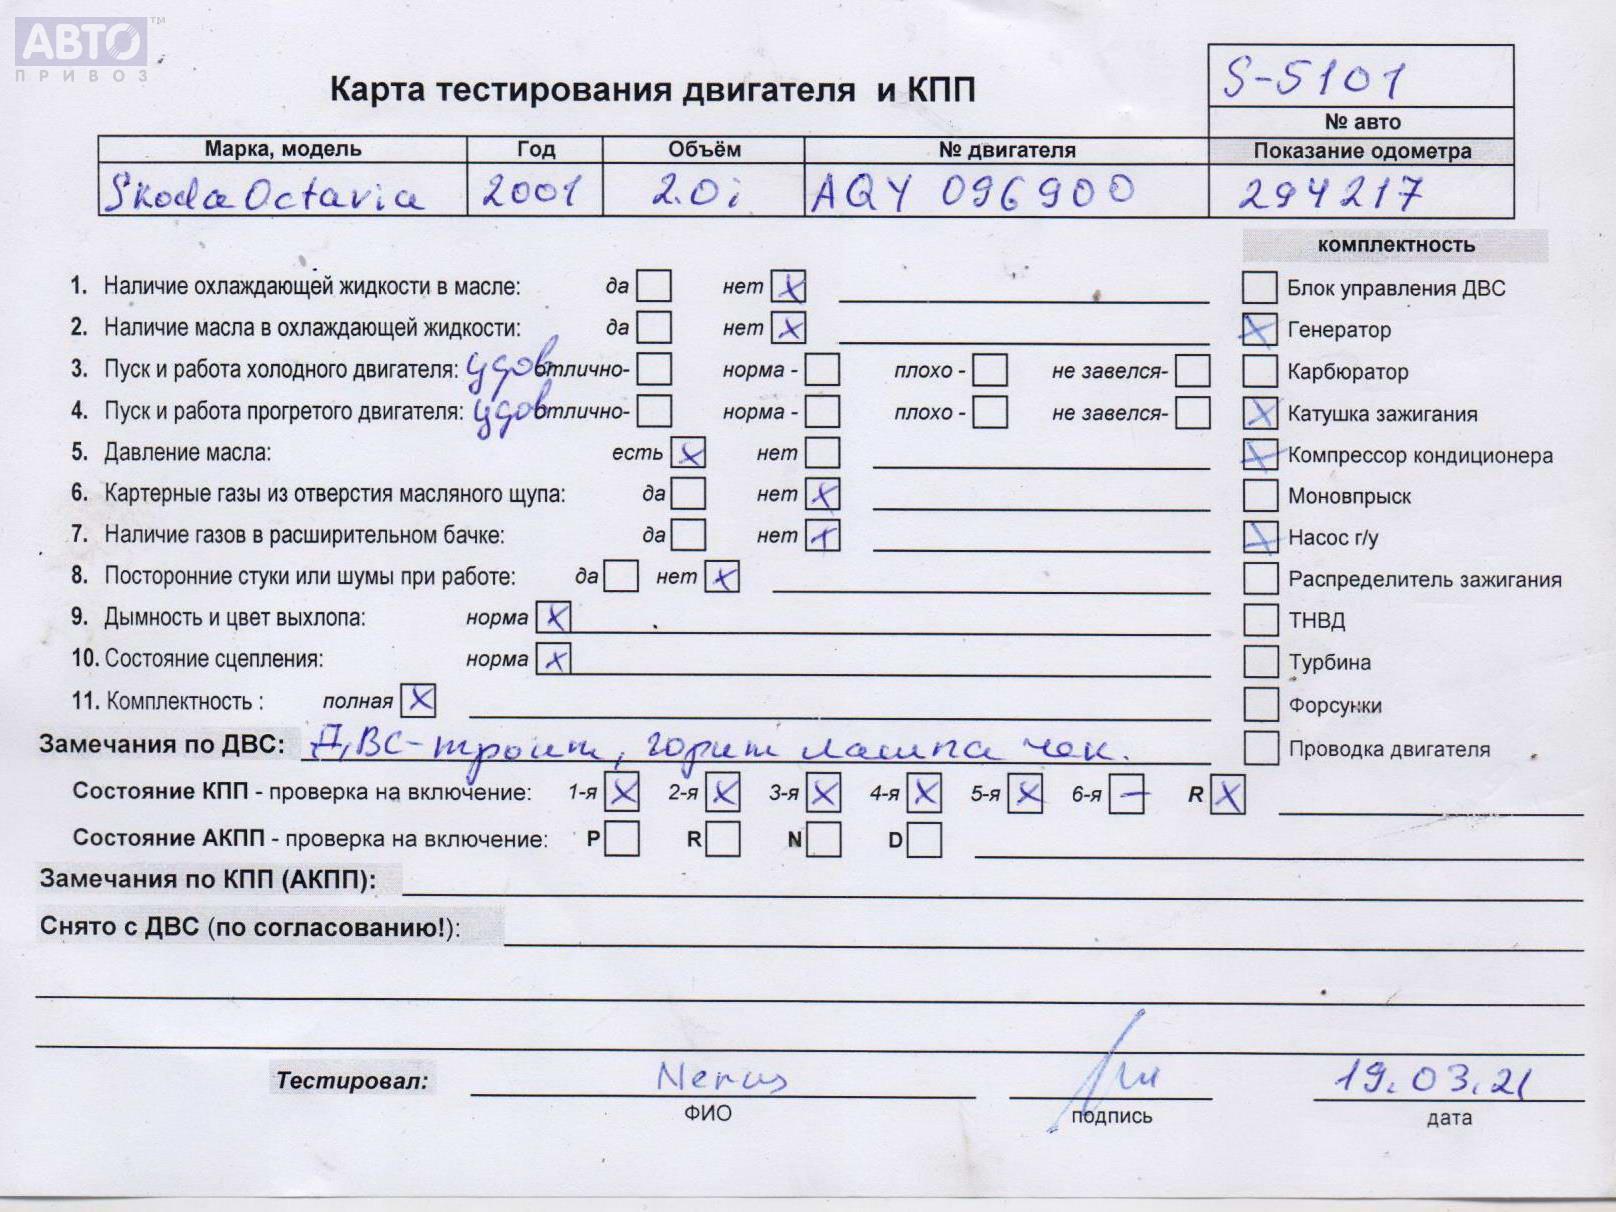 АВТО ™
ПРИВОЗ
Карта тестирования двигателя и КПП
S-5101
№ авто
Марка, модель Год Объём № двигателя Показание одометра
Skoda Octavia 2001 2.0i AQY 096900 294217
комплектность
1. Наличие охлаждающей жидкости в масле: да нет X
Блок управления ДВС
2. Наличие масла в охлаждающей жидкости: да нет X
X Генератор
3. Пуск и работа холодного двигателя: удов отлично- норма - плохо - не завелся-
Карбюратор
4. Пуск и работа прогретого двигателя: удов отлично- норма - плохо - не завелся-
X Катушка зажигания
5. Давление масла: есть X нет
X Компрессор кондиционера
6. Картерные газы из отверстия масляного щупа: да нет X
Моновпрыск
7. Наличие газов в расширительном бачке: да нет X
X Насос г/у
8. Посторонние стуки или шумы при работе: да нет X
Распределитель зажигания
9. Дымность и цвет выхлопа: норма X
ТНВД
10. Состояние сцепления: норма X
Турбина
11. Комплектность : полная X
Форсунки
Замечания по ДВС: ДВС-троит, горит лампа чек.
Проводка двигателя
Состояние КПП - проверка на включение: 1-я X 2-я X 3-я X 4-я X 5-я X 6-я — R X
Состояние АКПП - проверка на включение: P R N D
Замечания по КПП (АКПП):
Снято с ДВС (по согласованию!):
Тестировал: 19.03.21
ФИО подпись дата